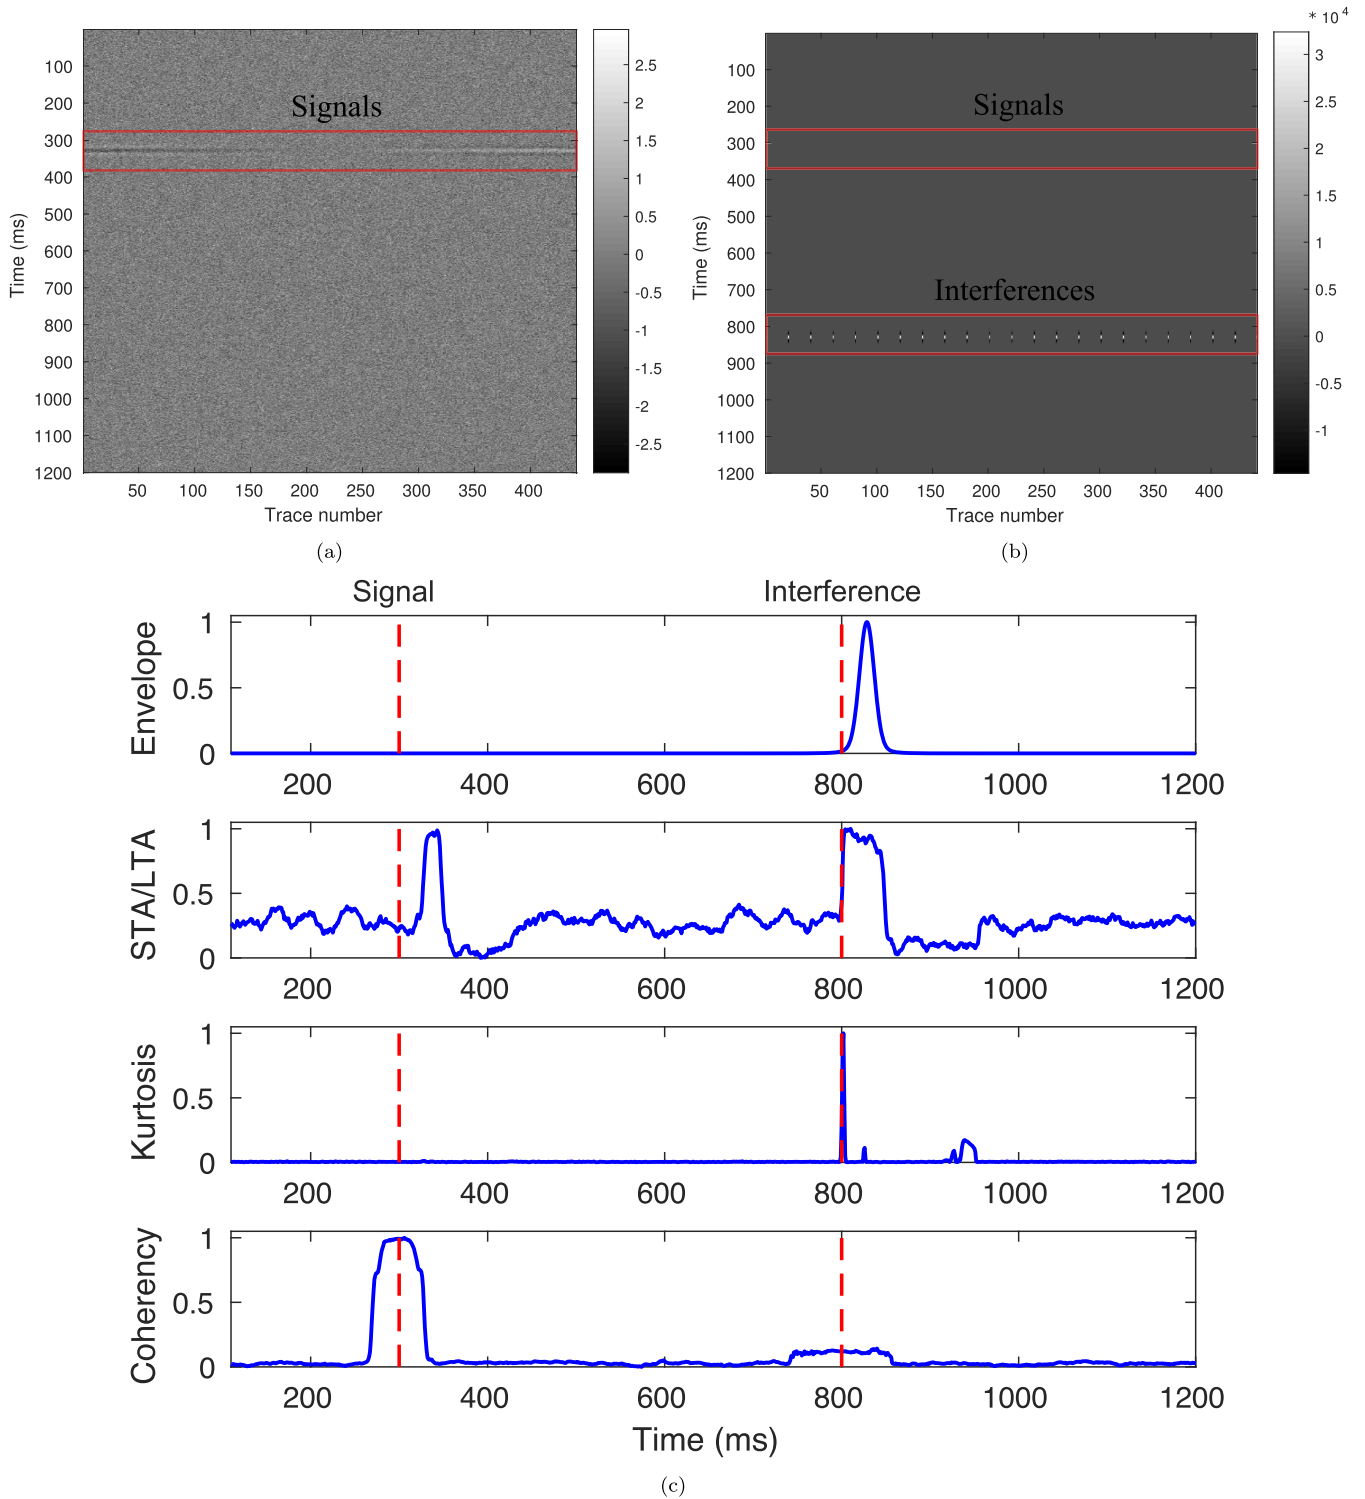 Signals
100
200
300
400
500
600
700
800
900
1000
1100
1200
Time (ms)
50 100 150 200 250 300 350 400
Trace number
2.5
2
1.5
1
0.5
0
-0.5
-1
-1.5
-2
-2.5
(a)
* 10 4
Signals
Interferences
100
200
300
400
500
600
700
800
900
1000
1100
1200
Time (ms)
50 100 150 200 250 300 350 400
Trace number
3
2.5
2
1.5
1
0.5
0
-0.5
-1
(b)
Signal Interference
Envelope
1
0.5
0
200 400 600 800 1000 1200
STA/LTA
1
0.5
0
200 400 600 800 1000 1200
Kurtosis
1
0.5
0
200 400 600 800 1000 1200
Coherency
1
0.5
0
200 400 600 800 1000 1200
Time (ms)
(c)